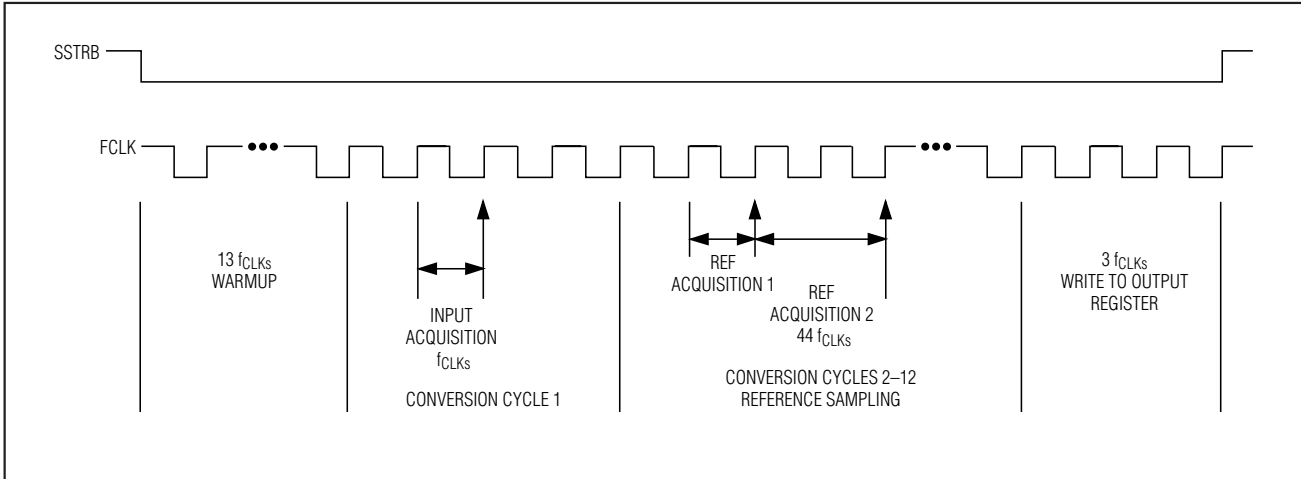 SSTRB
FCLK
13 fCLKs
WARMUP
INPUT
ACQUISITION
fCLKs
CONVERSION CYCLE 1
REF
ACQUISITION 1
REF
ACQUISITION 2
44 fCLKs
CONVERSION CYCLES 2–12
REFERENCE SAMPLING
3 fCLKs
WRITE TO OUTPUT
REGISTER